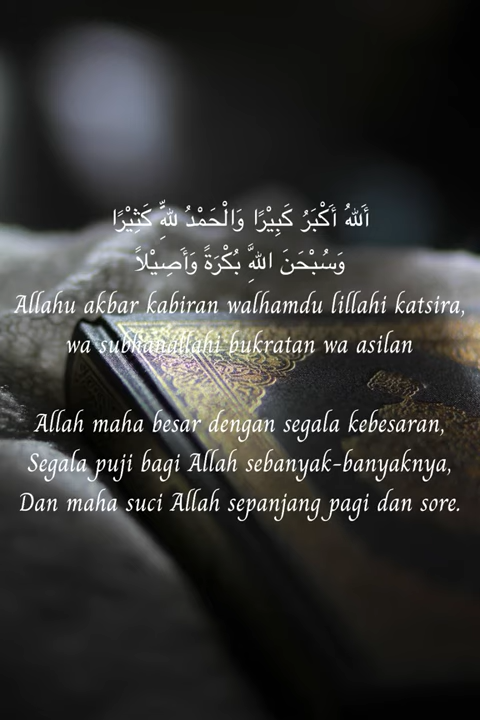 أَللهُ أَكْبَرُ كَبِيْرًا وَالْحَمْدُ للهِّ كَثِيْرًا
وَسُبْحَنَ اللهَِّ بُكْرَةً وَأَصِيْلاً
Allahu akbar kabiran walhamdu lillahi katsira,
wa subhanallahi bukratan wa asilan
Allah maha besar dengan segala kebesaran,
Segala puji bagi Allah sebanyak-banyaknya,
Dan maha suci Allah sepanjang pagi dan sore.